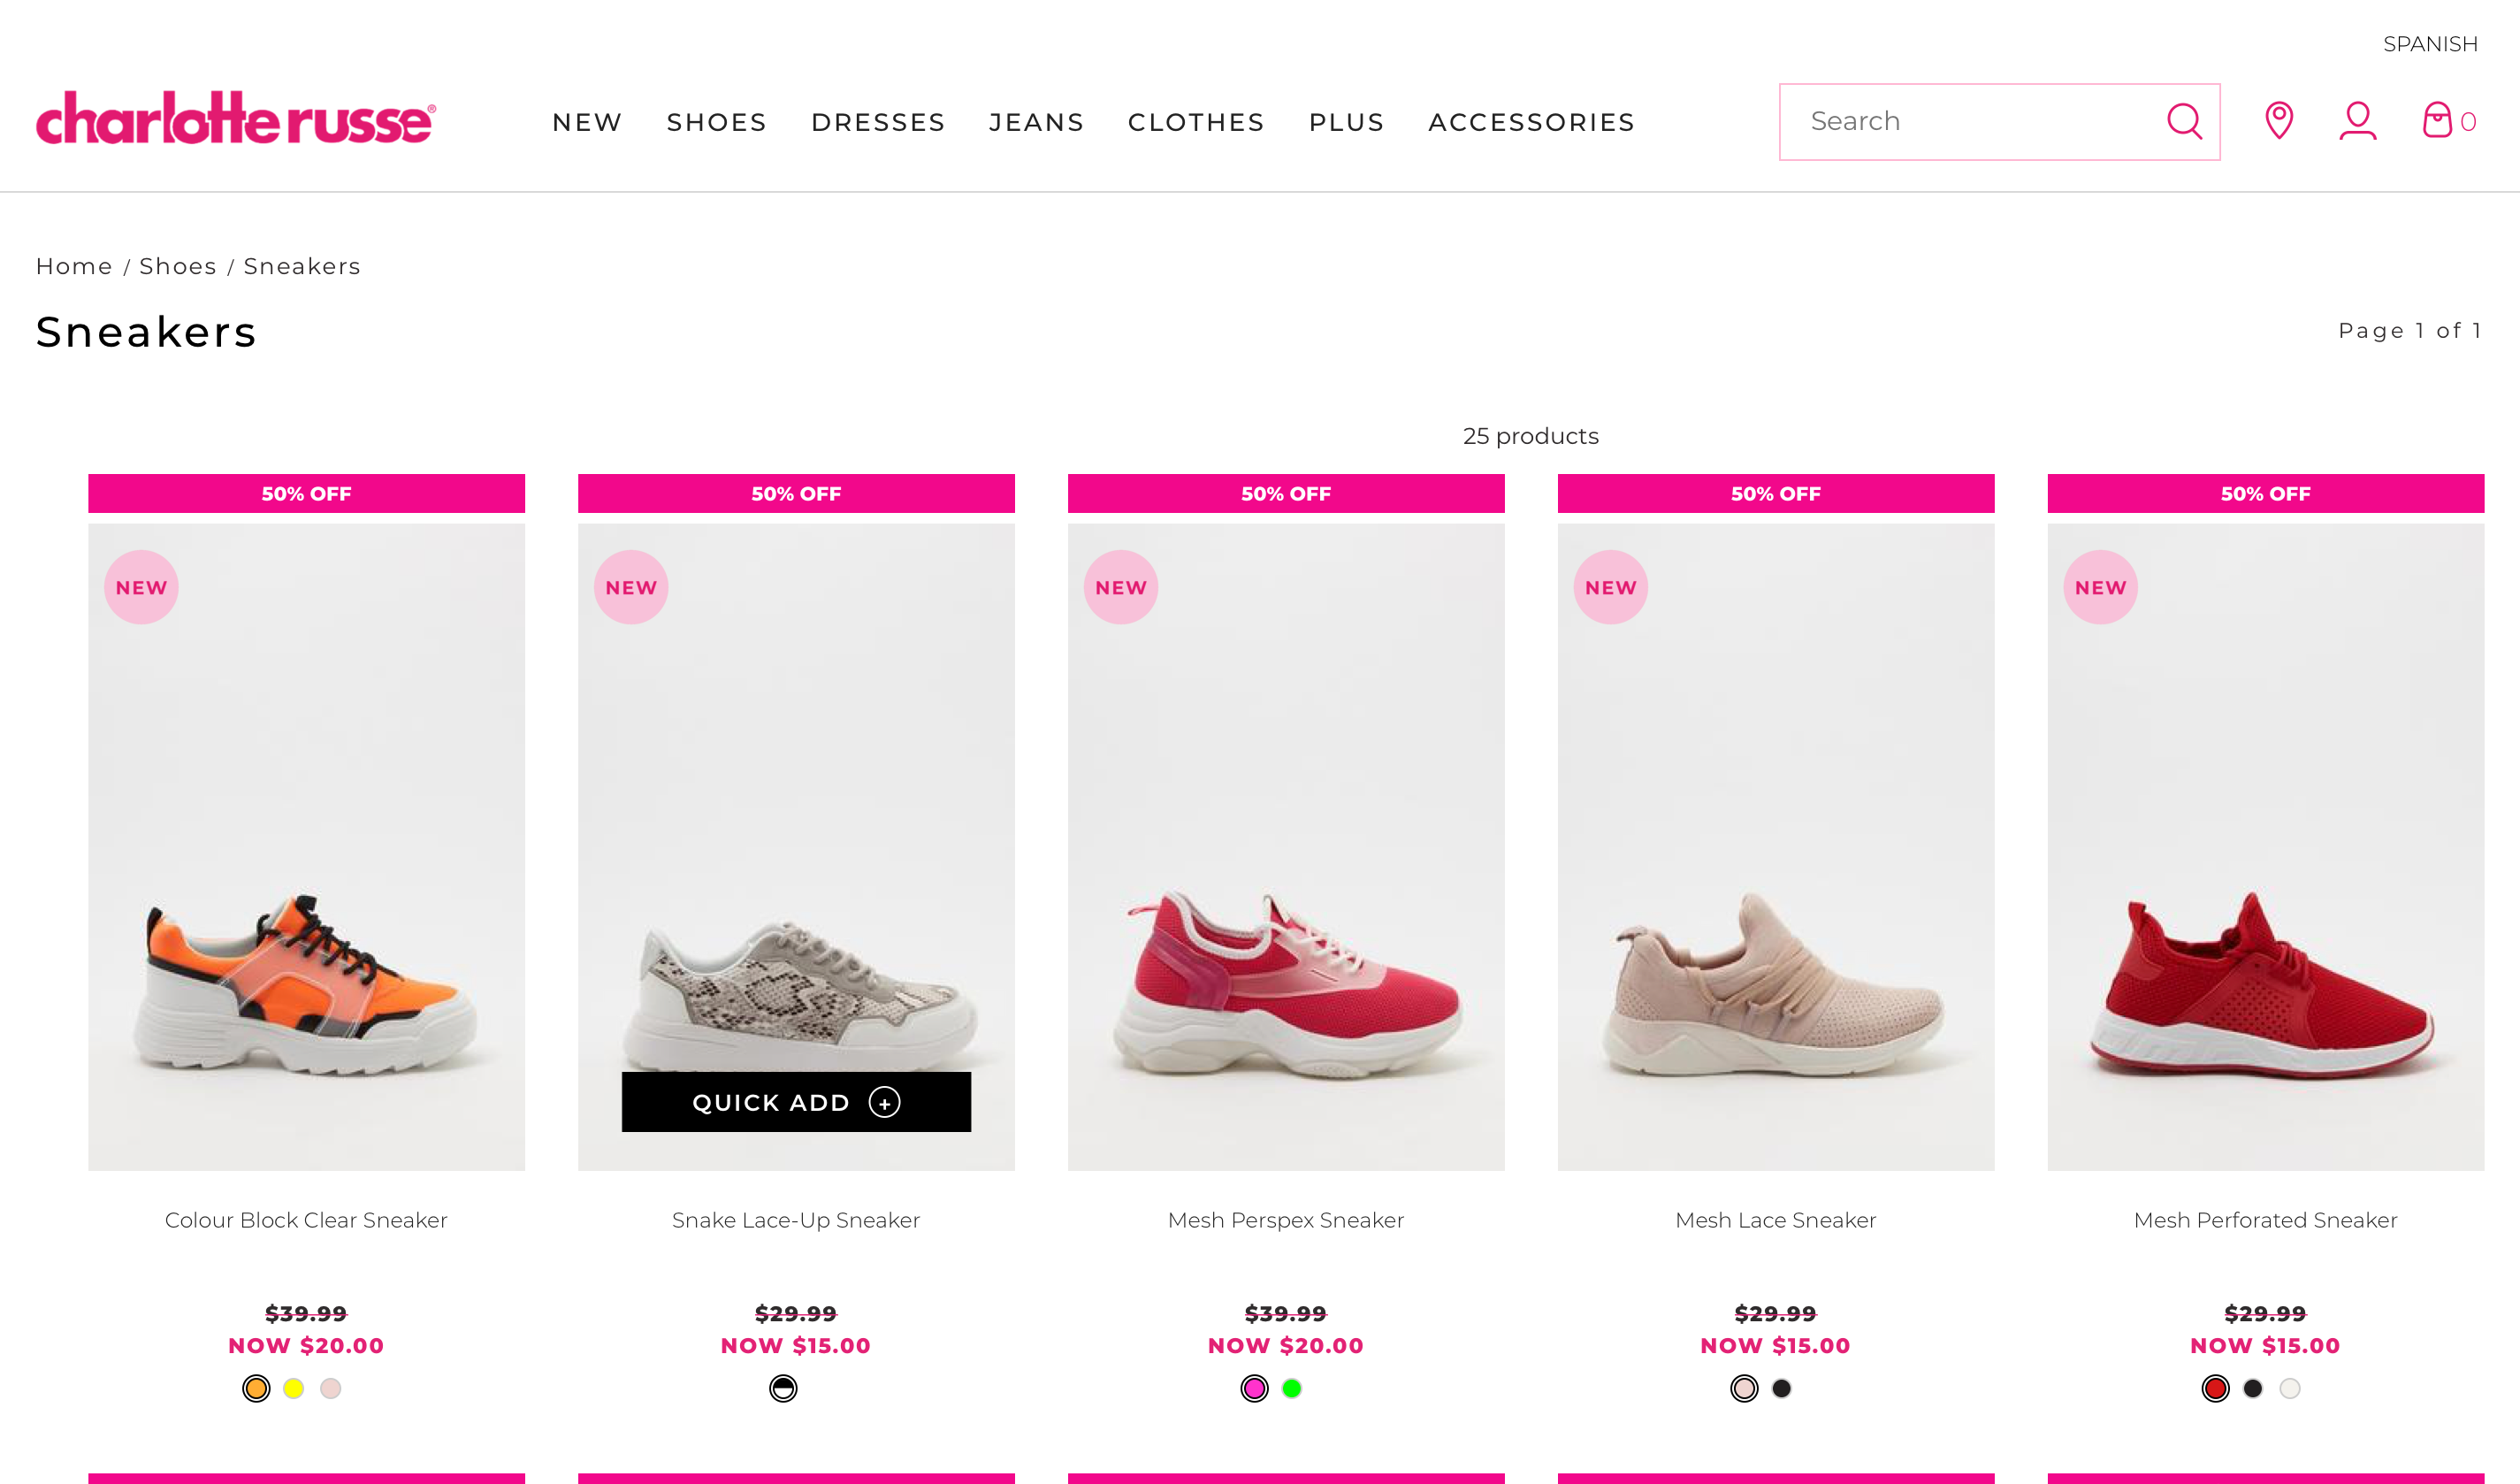 SPANISH
charlotte russe®
NEW SHOES DRESSES JEANS CLOTHES PLUS ACCESSORIES
Search
0
Home / Shoes / Sneakers
Sneakers
Page 1 of 1
25 products
50% OFF 50% OFF 50% OFF 50% OFF 50% OFF
NEW NEW NEW NEW NEW
QUICK ADD +
Colour Block Clear Sneaker Snake Lace-Up Sneaker Mesh Perspex Sneaker Mesh Lace Sneaker Mesh Perforated Sneaker
$39.99 $29.99 $39.99 $29.99 $29.99
NOW $20.00 NOW $15.00 NOW $20.00 NOW $15.00 NOW $15.00